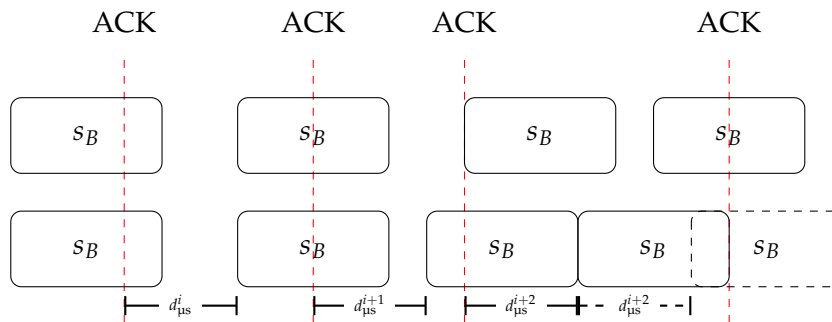 ACK ACK ACK ACK
s_B s_B s_B s_B
s_B s_B s_B s_B s_B
d^i_μs d^{i+1}_μs d^{i+2}_μs d^{i+2}_μs